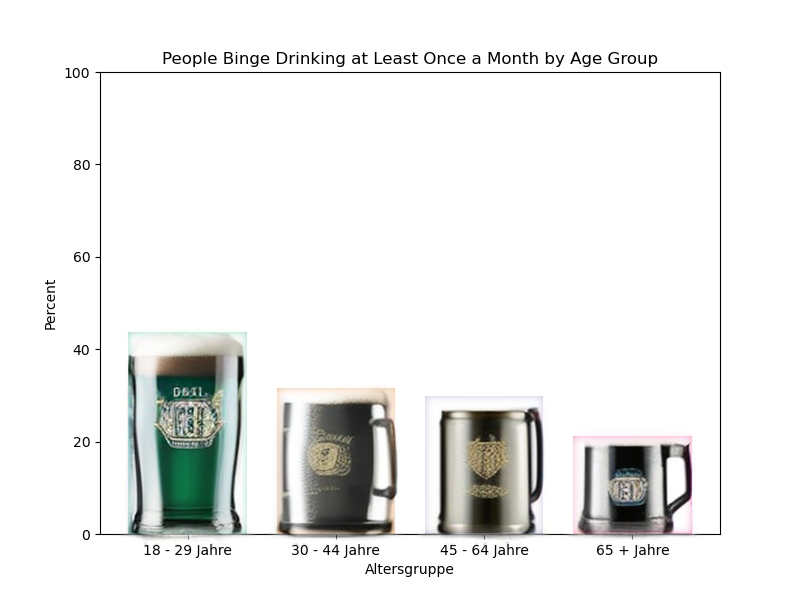 People Binge Drinking at Least Once a Month by Age Group
100
80
60
40
20
0
Percent
18 - 29 Jahre
30 - 44 Jahre
45 - 64 Jahre
65 + Jahre
Altersgruppe